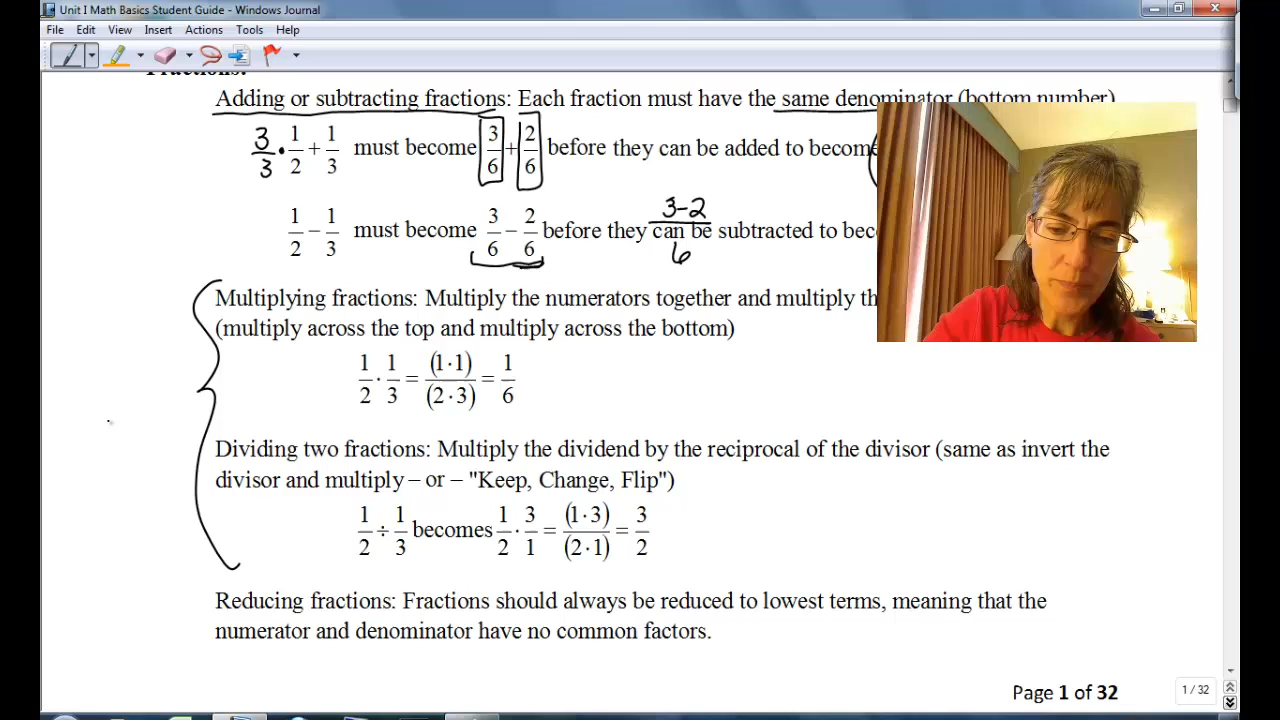 Unit I Math Basics Student Guide - Windows Journal
File Edit View Insert Actions Tools Help
Fractions:
Adding or subtracting fractions: Each fraction must have the same denominator (bottom number)
3/3 · 1/2 + 1/3 must become 3/6 + 2/6 before they can be added to become
1/2 − 1/3 must become 3/6 − 2/6 before they can be subtracted to bec
3-2/6
Multiplying fractions: Multiply the numerators together and multiply th
(multiply across the top and multiply across the bottom)
1/2 · 1/3 = (1·1)/(2·3) = 1/6
Dividing two fractions: Multiply the dividend by the reciprocal of the divisor (same as invert the
divisor and multiply – or – "Keep, Change, Flip")
1/2 ÷ 1/3 becomes 1/2 · 3/1 = (1·3)/(2·1) = 3/2
Reducing fractions: Fractions should always be reduced to lowest terms, meaning that the
numerator and denominator have no common factors.
Page 1 of 32
1 / 32